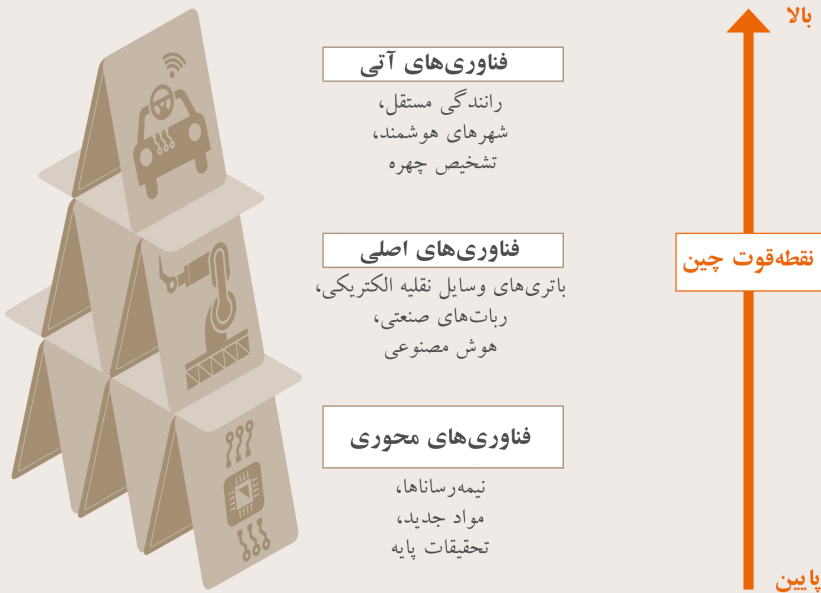 بالا
فناوری‌های آتی
رانندگی مستقل،
شهرهای هوشمند،
تشخیص چهره
نقطه‌قوت چین
فناوری‌های اصلی
باتری‌های وسایل نقلیه الکتریکی،
ربات‌های صنعتی،
هوش مصنوعی
فناوری‌های محوری
نیمه‌رساناها،
مواد جدید،
تحقیقات پایه
پایین